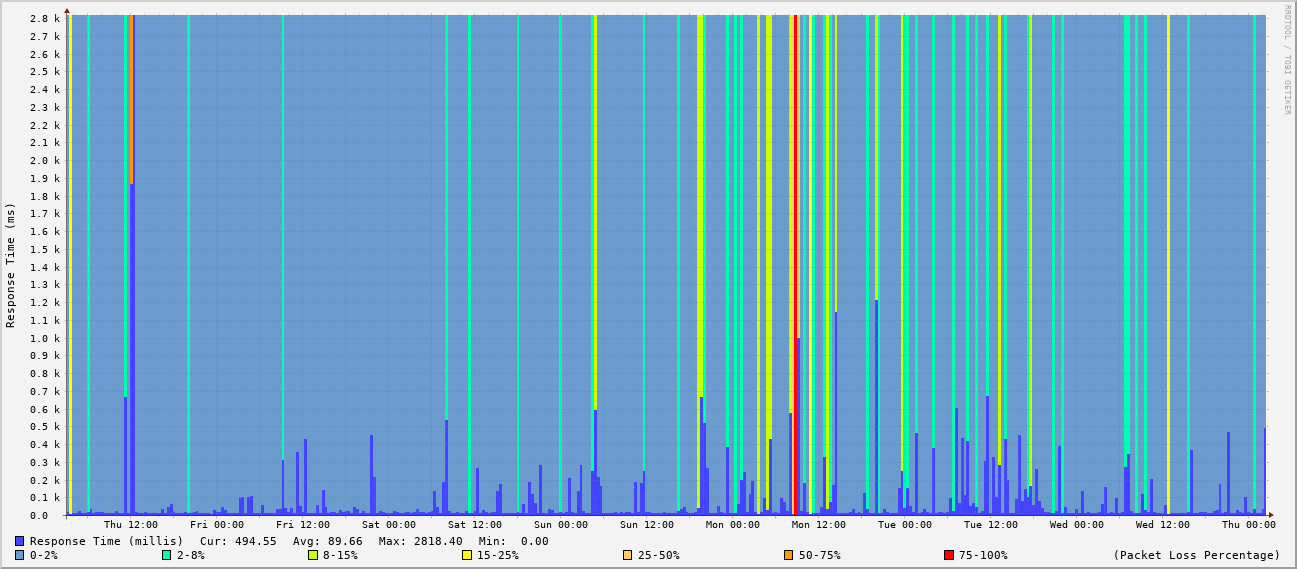 2.8 k
2.7 k
2.6 k
2.5 k
2.4 k
2.3 k
2.2 k
2.1 k
2.0 k
1.9 k
1.8 k
1.7 k
1.6 k
1.5 k
1.4 k
1.3 k
1.2 k
1.1 k
1.0 k
0.9 k
0.8 k
0.7 k
0.6 k
0.5 k
0.4 k
0.3 k
0.2 k
0.1 k
0.0
Response Time (ms)
RRDTOOL / TOBI OETIKER
Thu 12:00 Fri 00:00 Fri 12:00 Sat 00:00 Sat 12:00 Sun 00:00 Sun 12:00 Mon 00:00 Mon 12:00 Tue 00:00 Tue 12:00 Wed 00:00 Wed 12:00 Thu 00:00
Response Time (millis) Cur: 494.55 Avg: 89.66 Max: 2818.40 Min: 0.00
0-2% 2-8% 8-15% 15-25% 25-50% 50-75% 75-100% (Packet Loss Percentage)